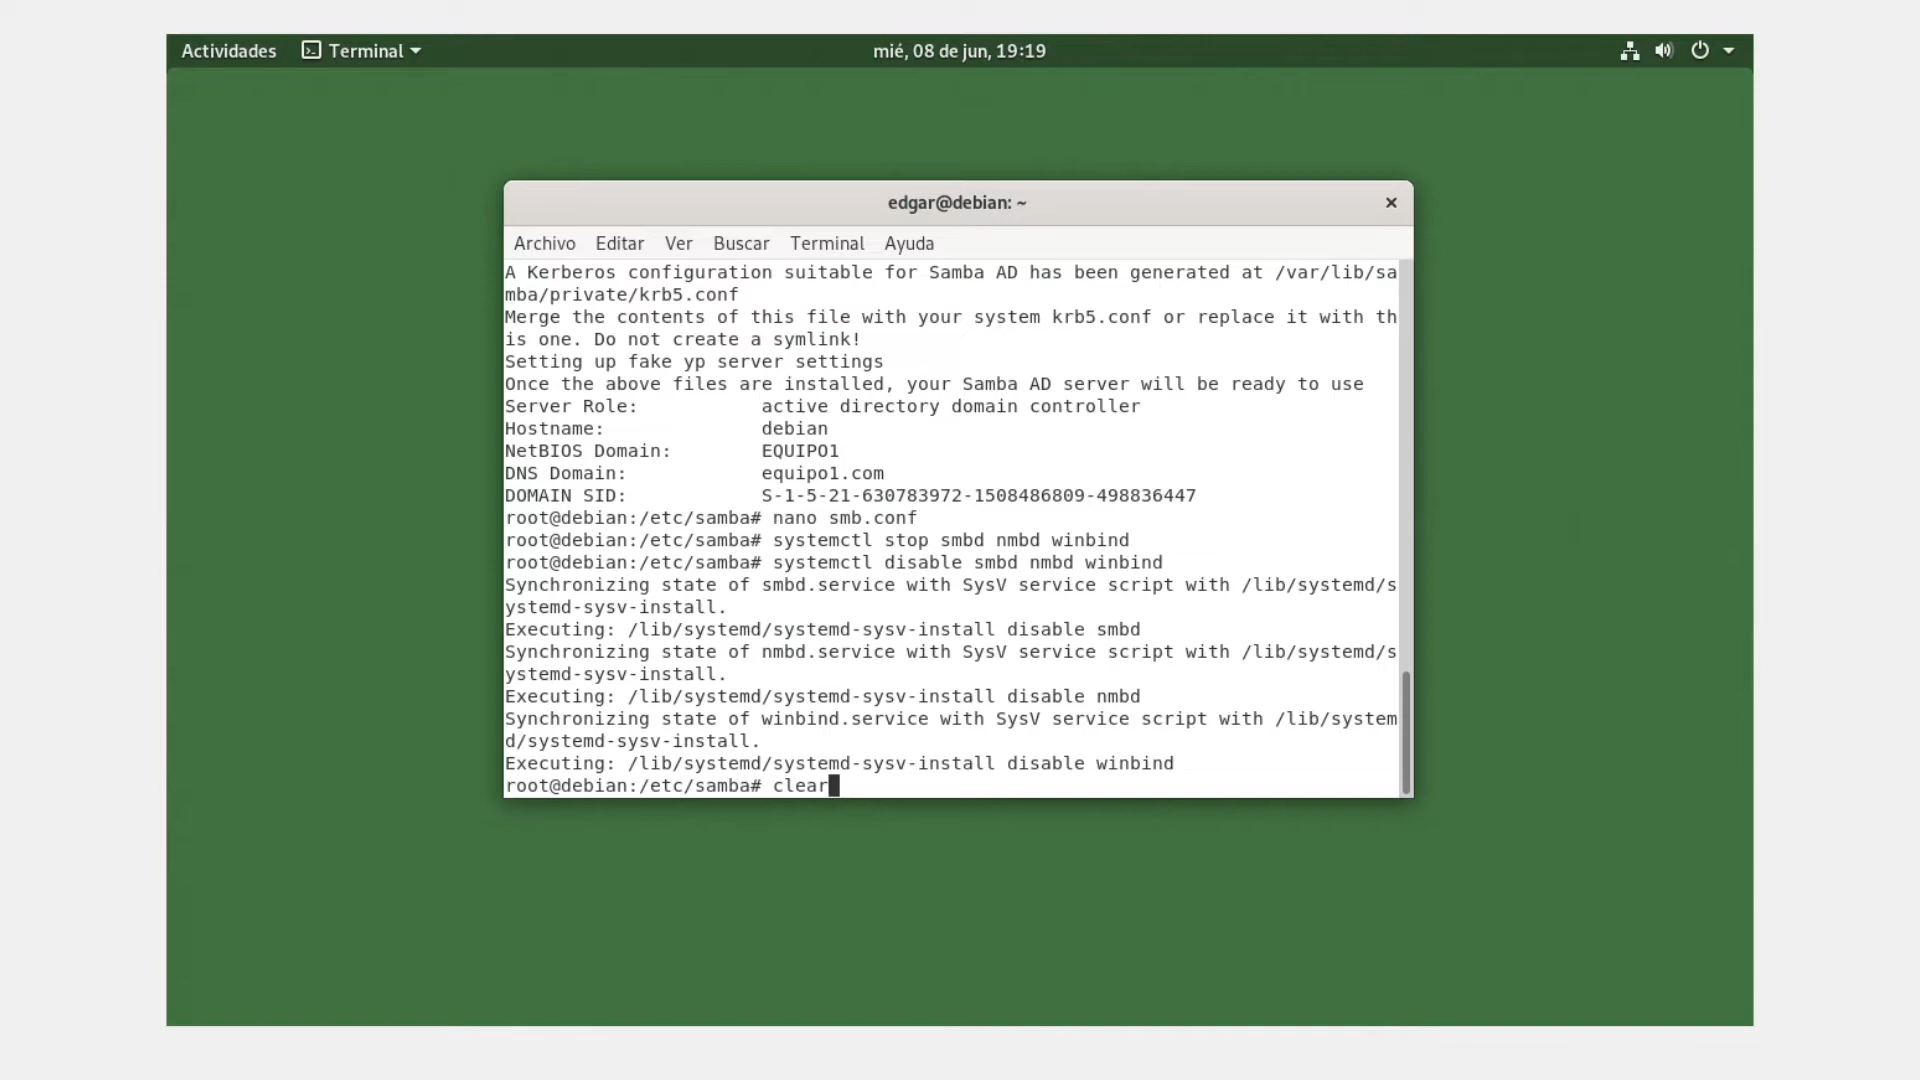 Actividades Terminal mié, 08 de jun, 19:19
edgar@debian: ~
Archivo Editar Ver Buscar Terminal Ayuda
A Kerberos configuration suitable for Samba AD has been generated at /var/lib/sa
mba/private/krb5.conf
Merge the contents of this file with your system krb5.conf or replace it with th
is one. Do not create a symlink!
Setting up fake yp server settings
Once the above files are installed, your Samba AD server will be ready to use
Server Role:           active directory domain controller
Hostname:              debian
NetBIOS Domain:        EQUIPO1
DNS Domain:            equipo1.com
DOMAIN SID:            S-1-5-21-630783972-1508486809-498836447
root@debian:/etc/samba# nano smb.conf
root@debian:/etc/samba# systemctl stop smbd nmbd winbind
root@debian:/etc/samba# systemctl disable smbd nmbd winbind
Synchronizing state of smbd.service with SysV service script with /lib/systemd/s
ystemd-sysv-install.
Executing: /lib/systemd/systemd-sysv-install disable smbd
Synchronizing state of nmbd.service with SysV service script with /lib/systemd/s
ystemd-sysv-install.
Executing: /lib/systemd/systemd-sysv-install disable nmbd
Synchronizing state of winbind.service with SysV service script with /lib/system
d/systemd-sysv-install.
Executing: /lib/systemd/systemd-sysv-install disable winbind
root@debian:/etc/samba# clear